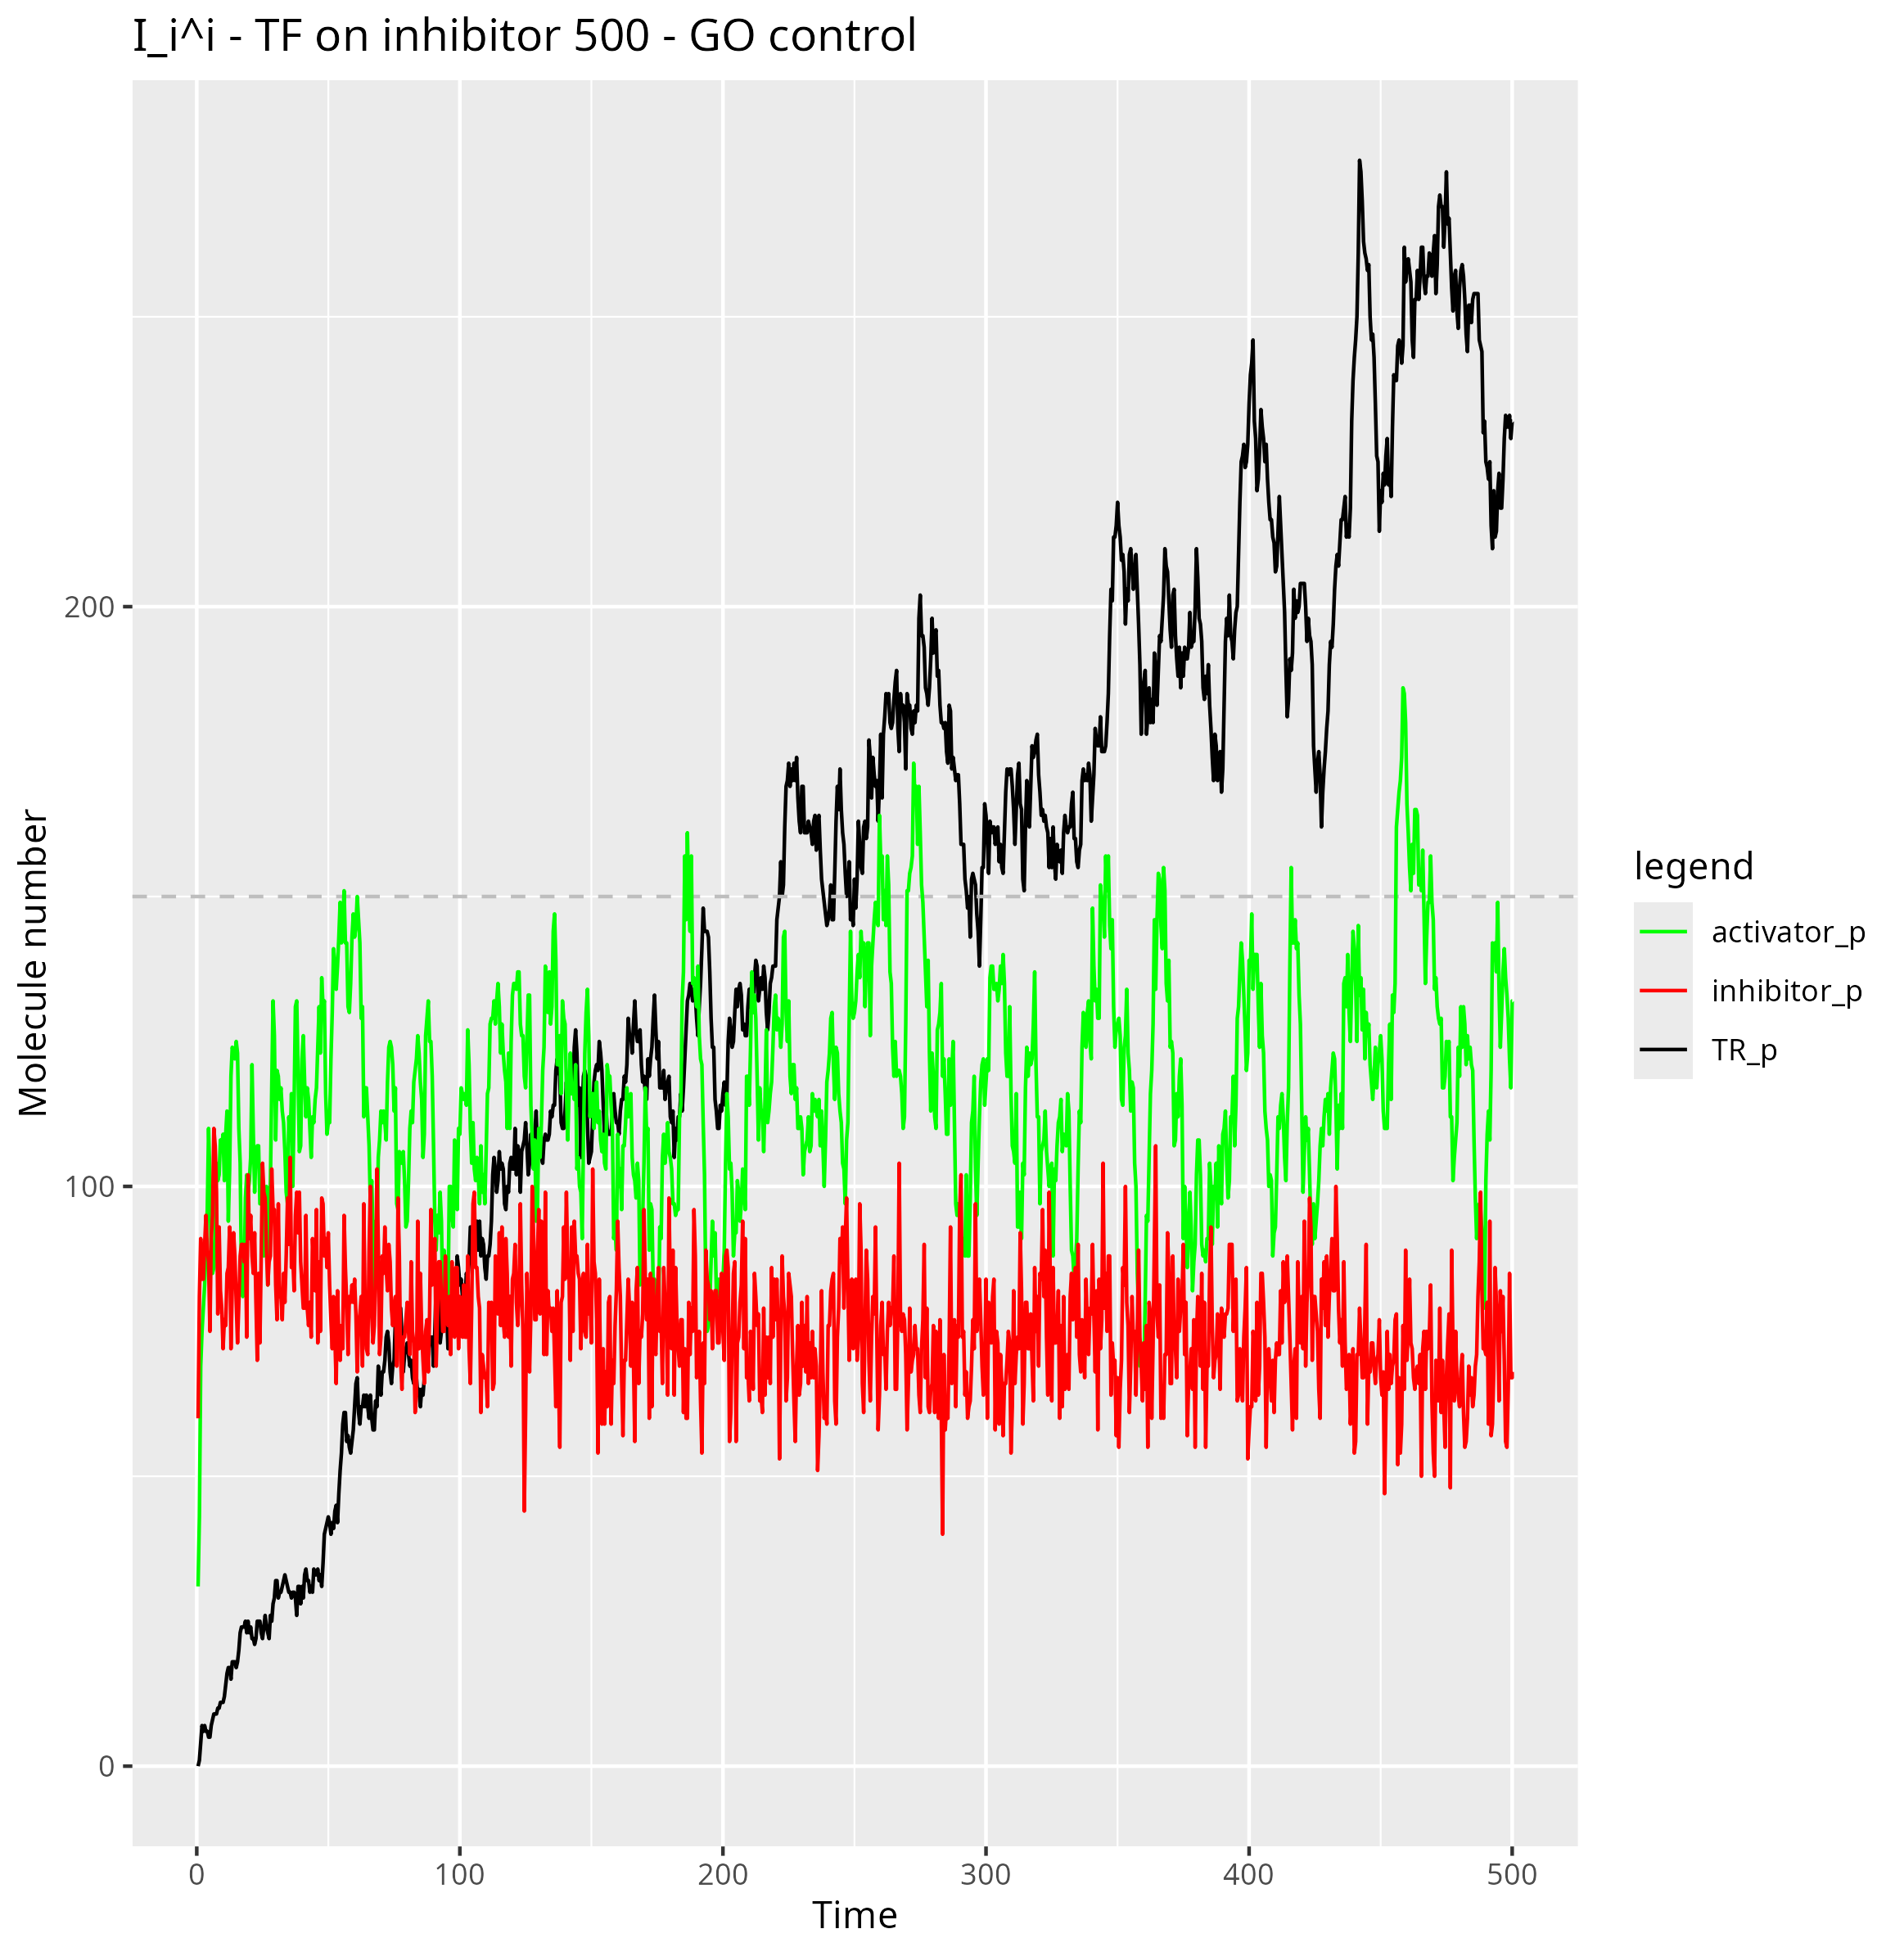 I_i^i - TF on inhibitor 500 - GO control
Molecule number
200
100
0
0 100 200 300 400 500
Time
legend
activator_p
inhibitor_p
TR_p